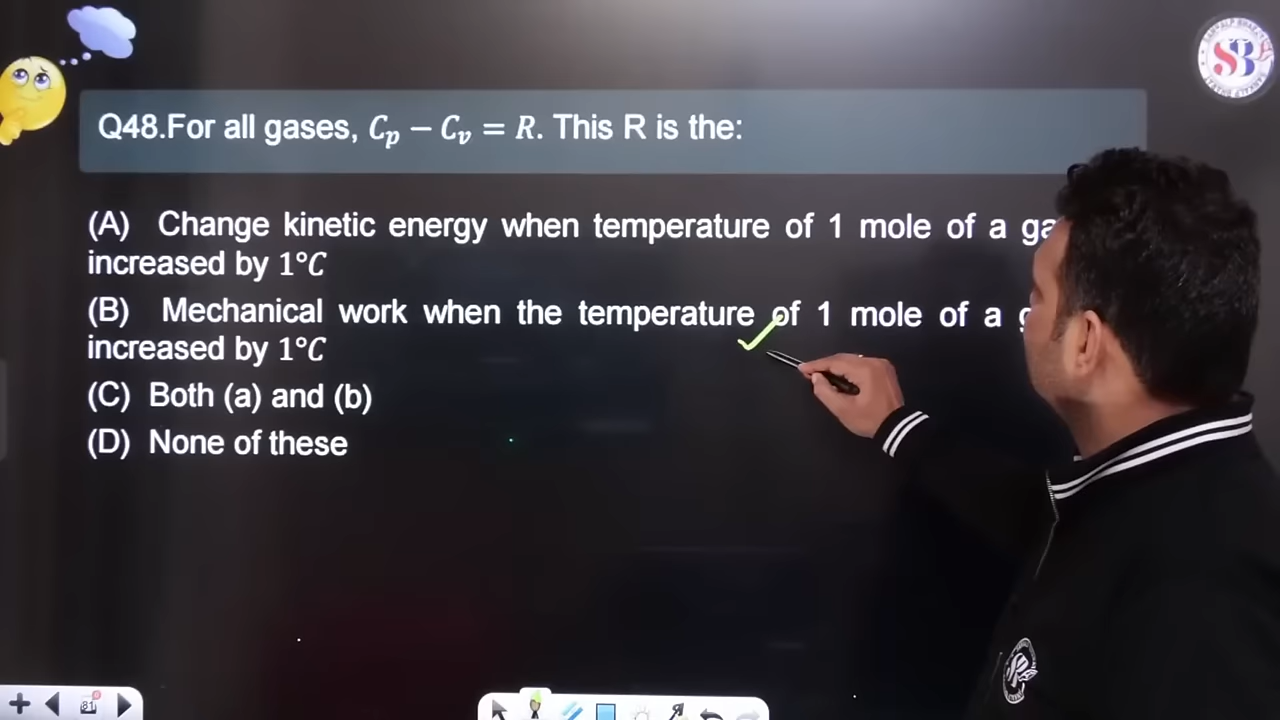 Q48.For all gases, Cₚ − Cᵥ = R. This R is the:
(A) Change kinetic energy when temperature of 1 mole of a
increased by 1°C
(B) Mechanical work when the temperature of 1 mole of a
increased by 1°C
(C) Both (a) and (b)
(D) None of these
SB
81